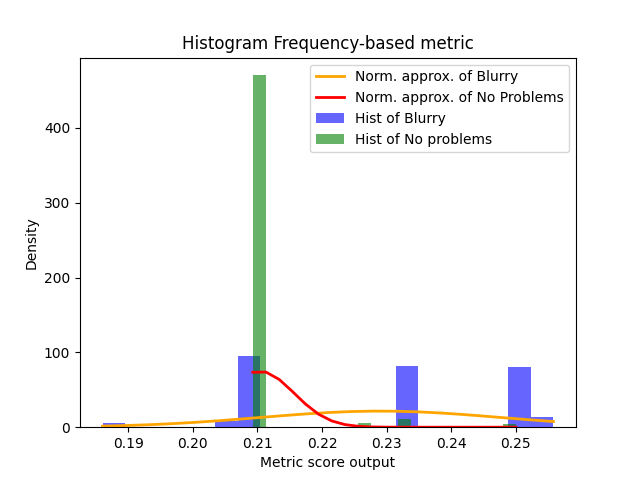 Histogram Frequency-based metric
Norm. approx. of Blurry
Norm. approx. of No Problems
Hist of Blurry
Hist of No problems
400
300
200
100
0
Density
0.19 0.20 0.21 0.22 0.23 0.24 0.25
Metric score output